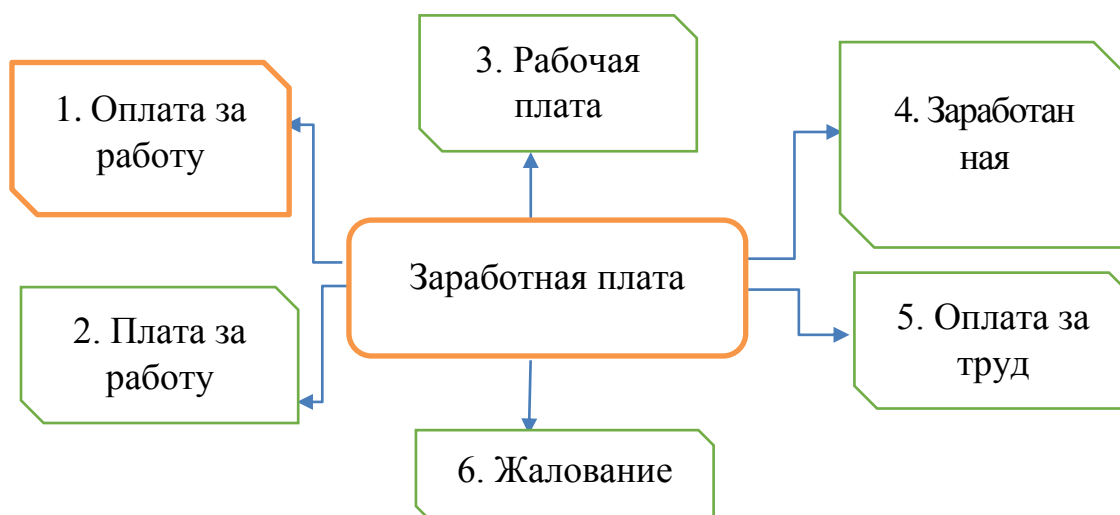 1. Оплата за
работу
2. Плата за
работу
3. Рабочая
плата
Заработная плата
4. Заработан
ная
5. Оплата за
труд
6. Жалование